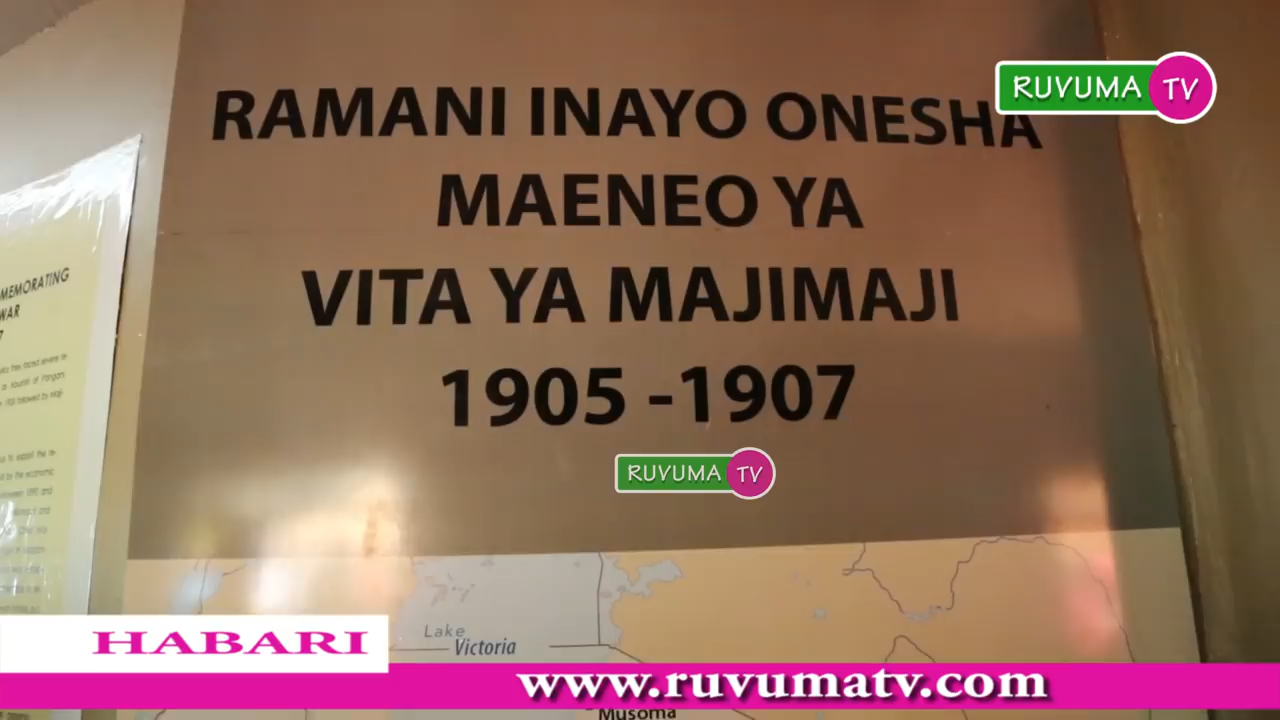 RUVUMA TV
RAMANI INAYO ONESHA
MAENEO YA
VITA YA MAJIMAJI
1905 -1907
RUVUMA TV
MEMORATING
WAR
7
Lake
Victoria
HABARI
www.ruvumatv.com
Musoma